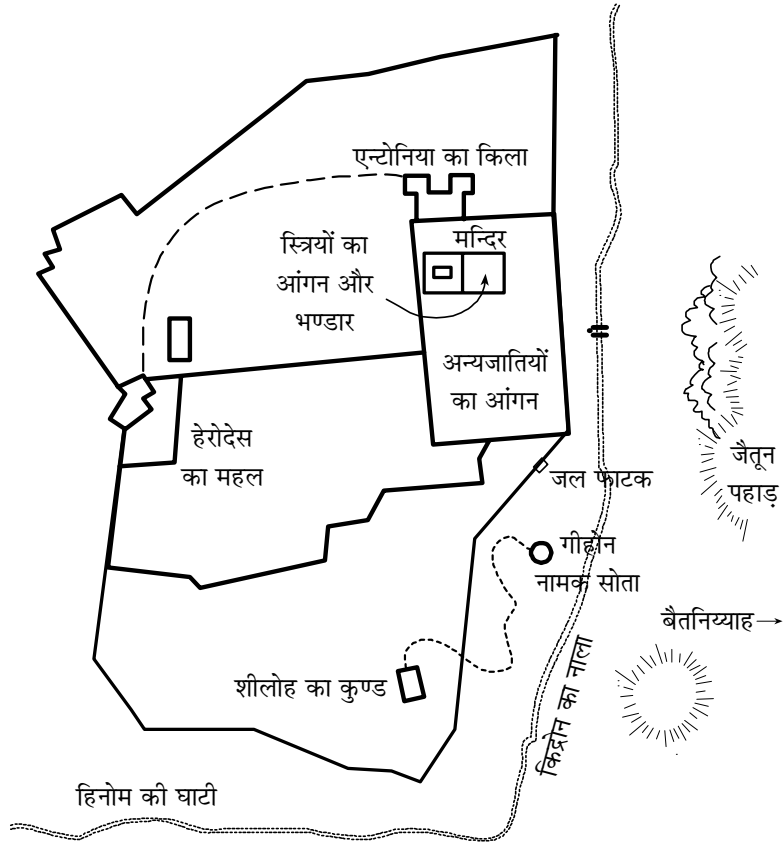 एन्टोनिया का किला
मन्दिर
स्त्रियों का
आंगन और
भण्डार
अन्यजातियों
का आंगन
हेरोदेस
का महल
जैतून
पहाड़
जल फाटक
गीहोन
नामक सोता
बैतनिय्याह
शीलोह का कुण्ड
किद्रोन का नाला
हिनोम की घाटी